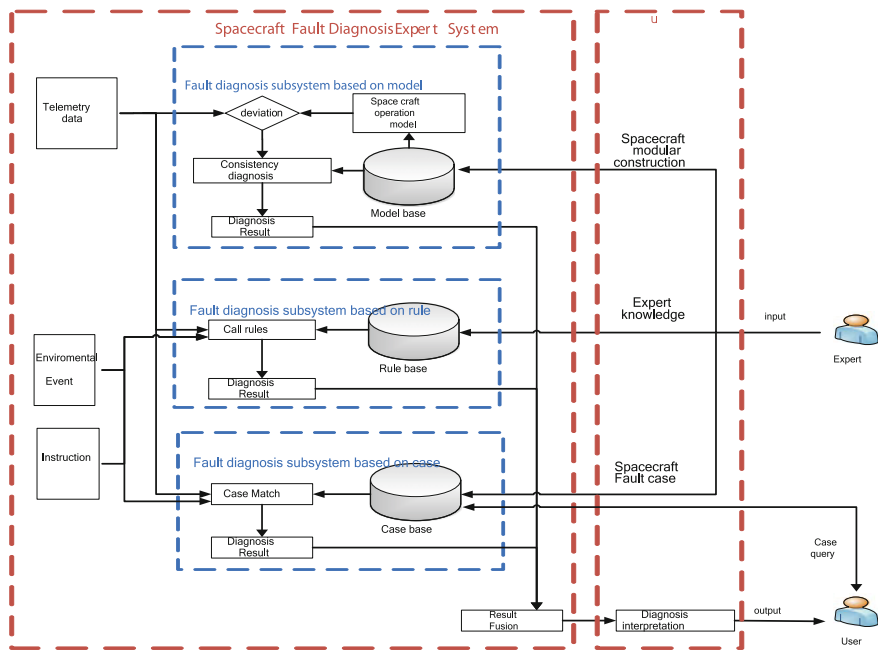 Spacecraft Fault DiagnosisExpert System
u
Fault diagnosis subsystem based on model
Telemetry
data
deviation
Space craft
operation
model
Consistency
diagnosis
Model base
Diagnosis
Result
Spacecraft
modular
construction
Fault diagnosis subsystem based on rule
Call rules
Rule base
Diagnosis
Result
Expert
knowledge
input
Expert
Enviromental
Event
Instruction
Fault diagnosis subsystem based on case
Case Match
Case base
Diagnosis
Result
Spacecraft
Fault case
Case
query
Result
Fusion
Diagnosis
interpretation
output
User